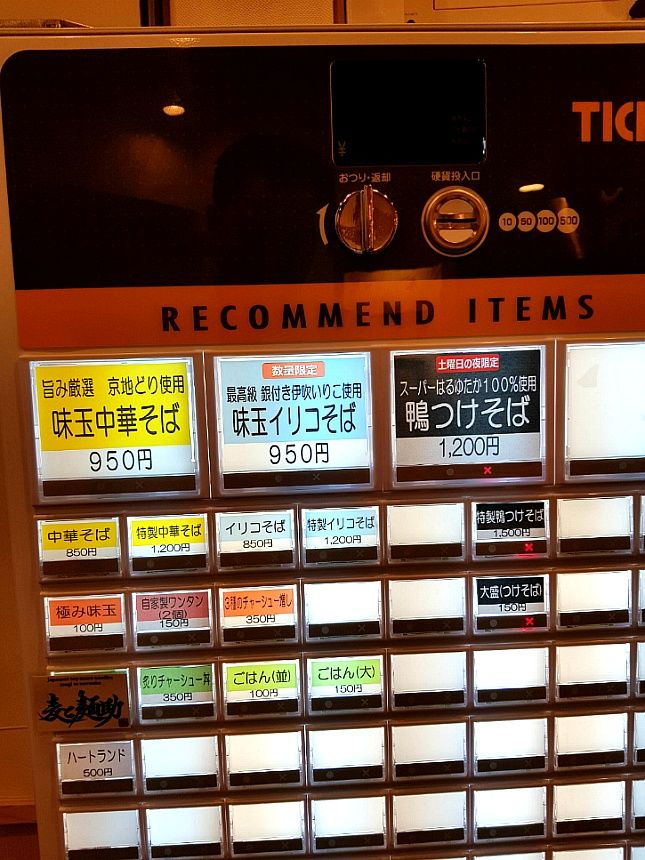 TIC
おつり・返却
硬貨投入口
10 50 100 500
RECOMMEND ITEMS
旨み厳選 京地どり使用
味玉中華そば
950円
数量限定
最高級 銀付き伊吹いりこ使用
味玉イリコそば
950円
土曜日の夜限定
スーパーはるゆたか100%使用
鴨つけそば
1,200円
中華そば
850円
特製中華そば
1,200円
イリコそば
850円
特製イリコそば
1,200円
特製鴨つけそば
1,500円
極み味玉
100円
自家製ワンタン
(2個)
150円
3種のチャーシュー増し
350円
大盛(つけそば)
150円
麦と麺助
炙りチャーシュー丼
350円
ごはん(並)
100円
ごはん(大)
150円
ハートランド
500円